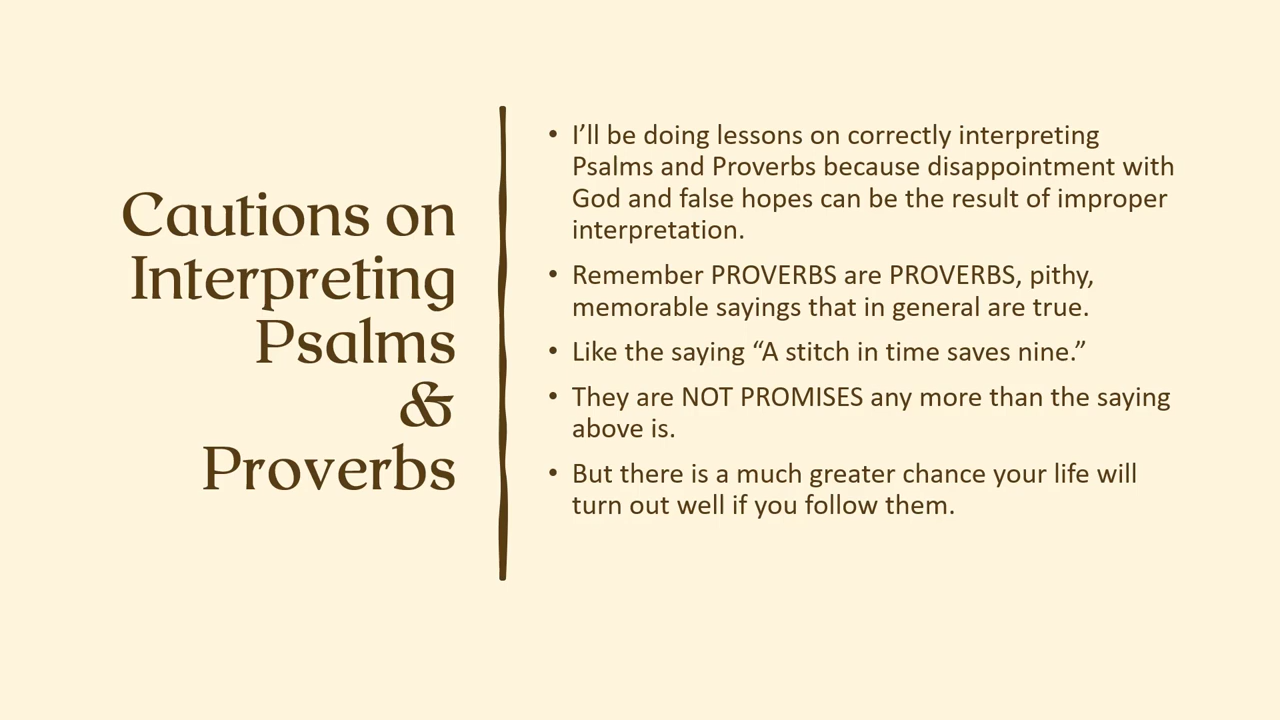 Cautions on
Interpreting
Psalms
&
Proverbs
• I’ll be doing lessons on correctly interpreting
Psalms and Proverbs because disappointment with
God and false hopes can be the result of improper
interpretation.
• Remember PROVERBS are PROVERBS, pithy,
memorable sayings that in general are true.
• Like the saying “A stitch in time saves nine.”
• They are NOT PROMISES any more than the saying
above is.
• But there is a much greater chance your life will
turn out well if you follow them.